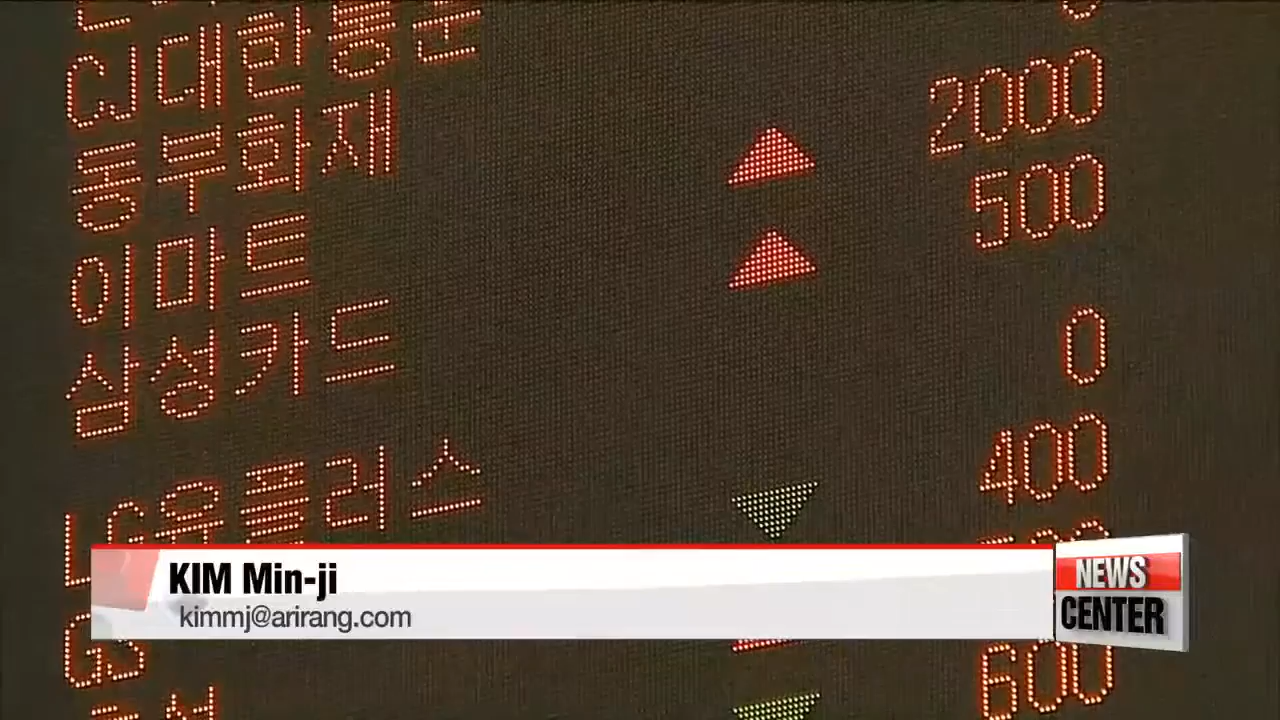 CJ대한통운
동부화재 0
이마트 ▲ 2000
삼성카드 ▲ 500
LG유플러스 0
▼ 400
600
KIM Min-ji
kimmj@arirang.com
NEWS
CENTER